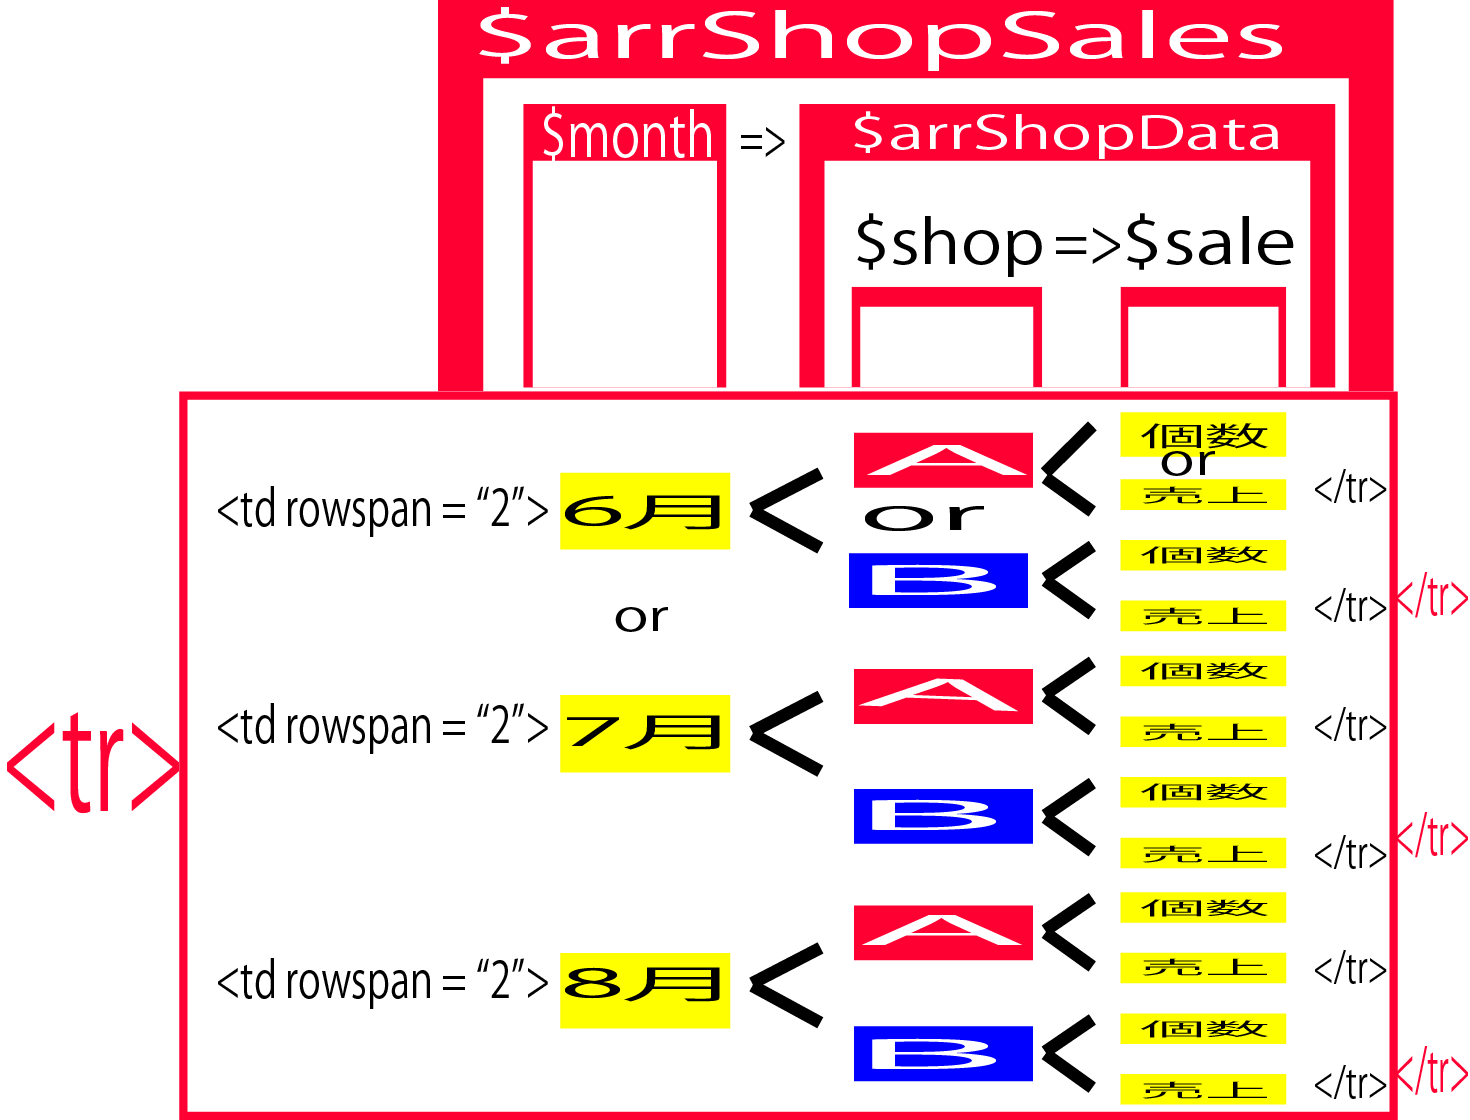 $arrShopSales
$month => $arrShopData
$shop=>$sale
個数
or
<td rowspan = “2”> 6月 < A < 売上 </tr>
or
B < 個数
売上 </tr> </tr>
or
A < 個数
<tr> <td rowspan = “2”> 7月 < 売上 </tr>
B < 個数
売上 </tr> </tr>
A < 個数
<td rowspan = “2”> 8月 < 売上 </tr>
B < 個数
売上 </tr> </tr>